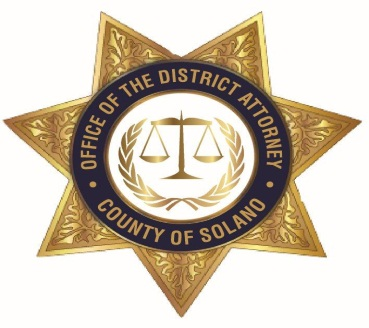 OFFICE OF THE DISTRICT ATTORNEY
COUNTY OF SOLANO